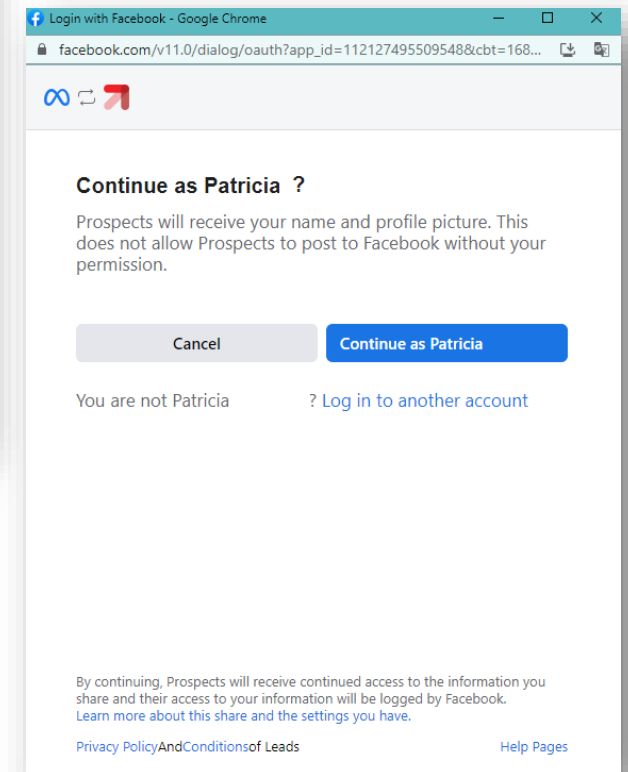 Login with Facebook - Google Chrome
facebook.com/v11.0/dialog/oauth?app_id=112127495509548&cbt=168...
Continue as Patricia ?
Prospects will receive your name and profile picture. This
does not allow Prospects to post to Facebook without your
permission.
Cancel
Continue as Patricia
You are not Patricia ? Log in to another account
By continuing, Prospects will receive continued access to the information you
share and their access to your information will be logged by Facebook.
Learn more about this share and the settings you have.
Privacy PolicyAndConditionsof Leads
Help Pages